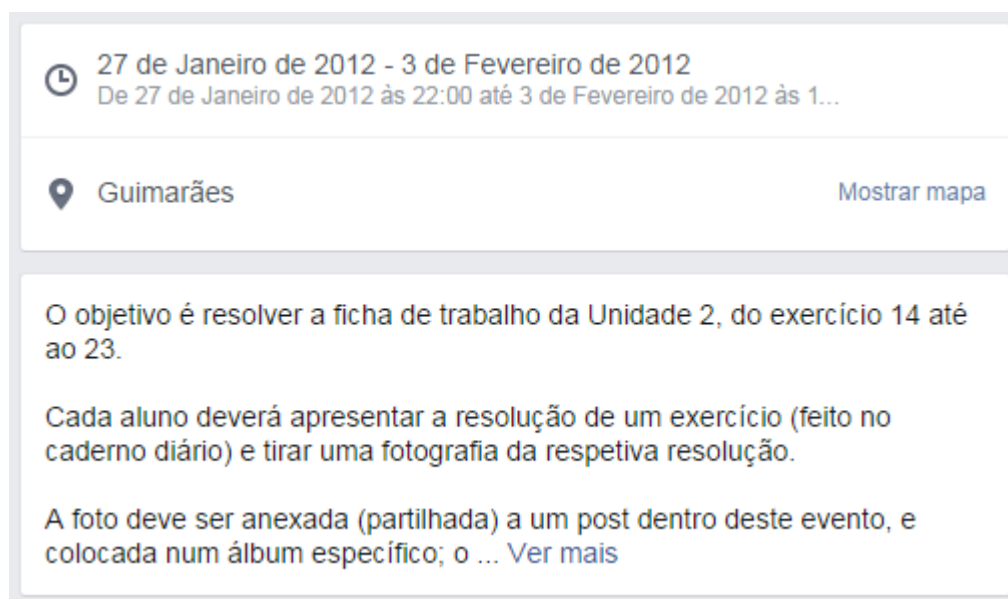 27 de Janeiro de 2012 - 3 de Fevereiro de 2012
De 27 de Janeiro de 2012 às 22:00 até 3 de Fevereiro de 2012 às 1...
Guimarães
Mostrar mapa
O objetivo é resolver a ficha de trabalho da Unidade 2, do exercício 14 até
ao 23.
Cada aluno deverá apresentar a resolução de um exercício (feito no
caderno diário) e tirar uma fotografia da respetiva resolução.
A foto deve ser anexada (partilhada) a um post dentro deste evento, e
colocada num álbum específico; o ... Ver mais